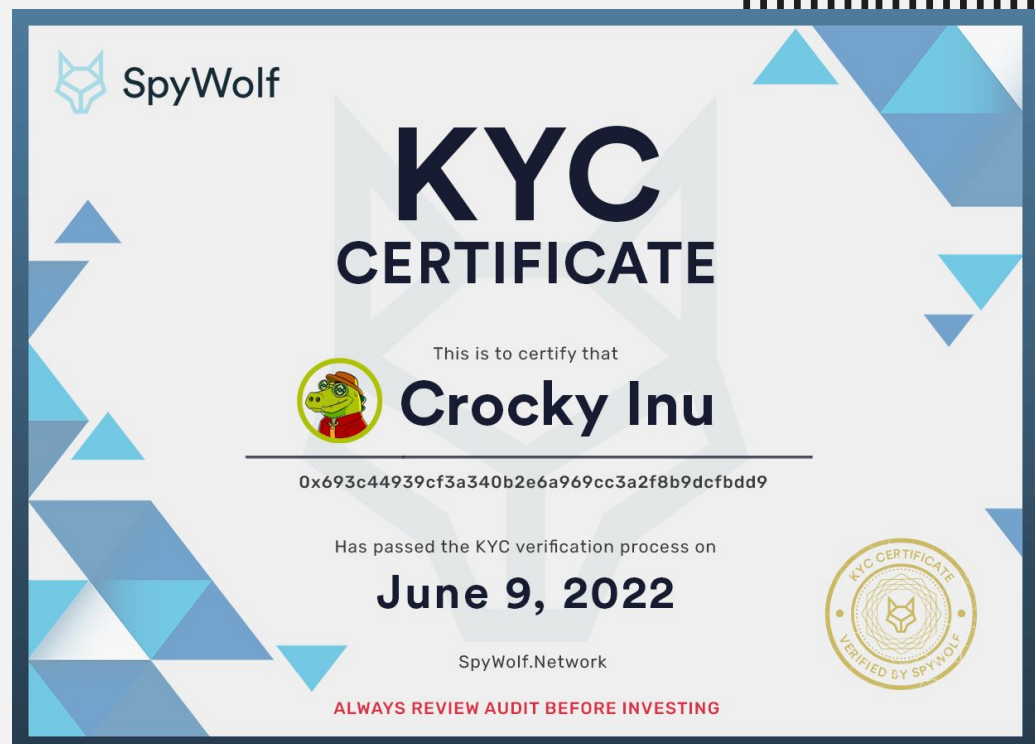 SpyWolf
KYC
CERTIFICATE
This is to certify that
Crocky Inu
0x693c44939cf3a340b2e6a969cc3a2f8b9dcfbdd9
Has passed the KYC verification process on
June 9, 2022
KYC CERTIFICATE
VERIFIED BY SPYWOLF
SpyWolf.Network
ALWAYS REVIEW AUDIT BEFORE INVESTING